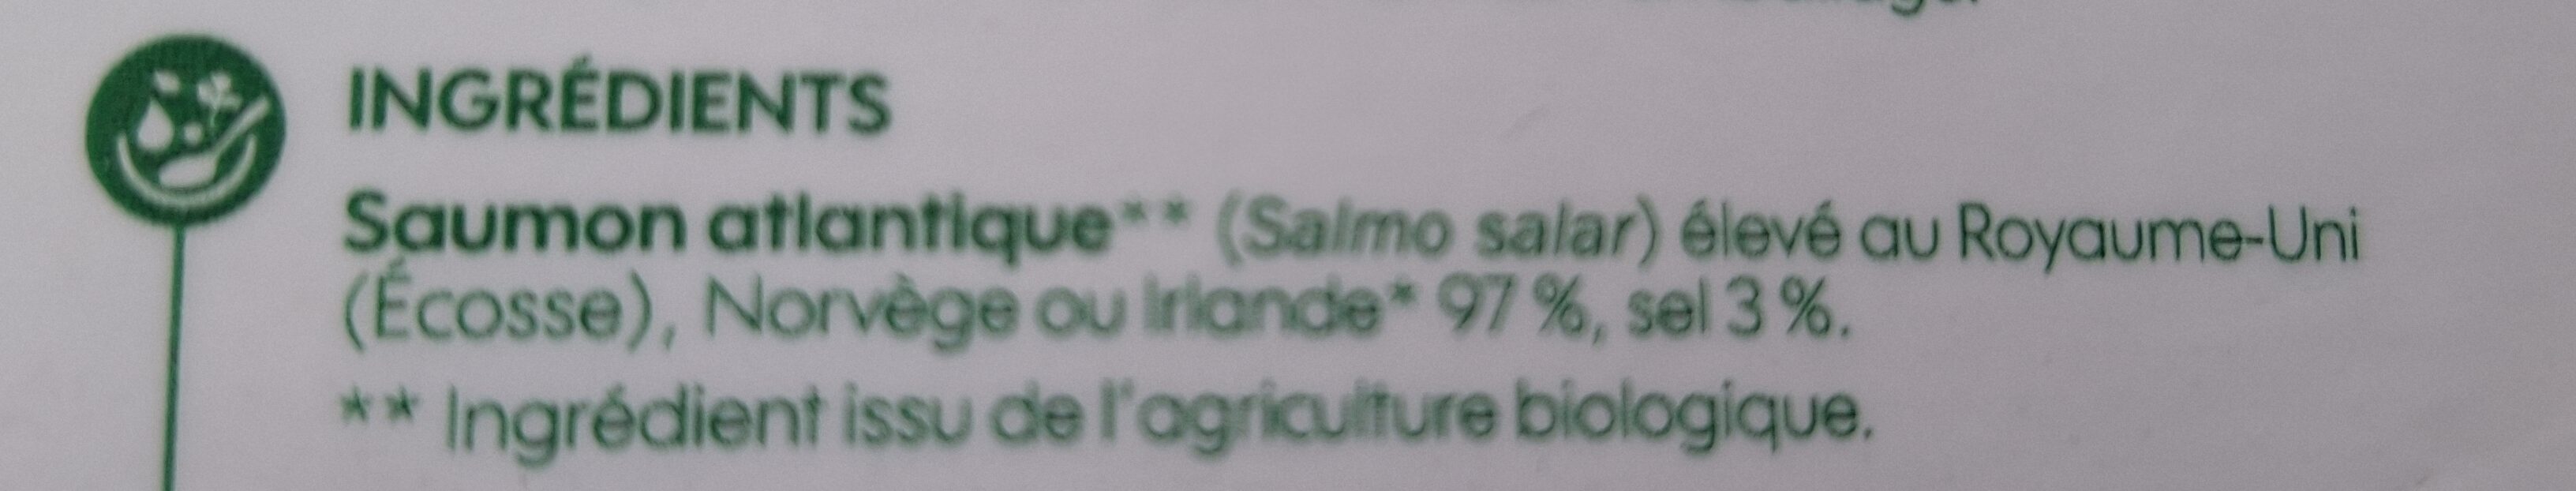 INGRÉDIENTS
Saumon atlantique** (Salmo salar) élevé au Royaume-Uni
(Écosse), Norvège ou Irlande* 97 %, sel 3 %.
** Ingrédient issu de l'agriculture biologique.